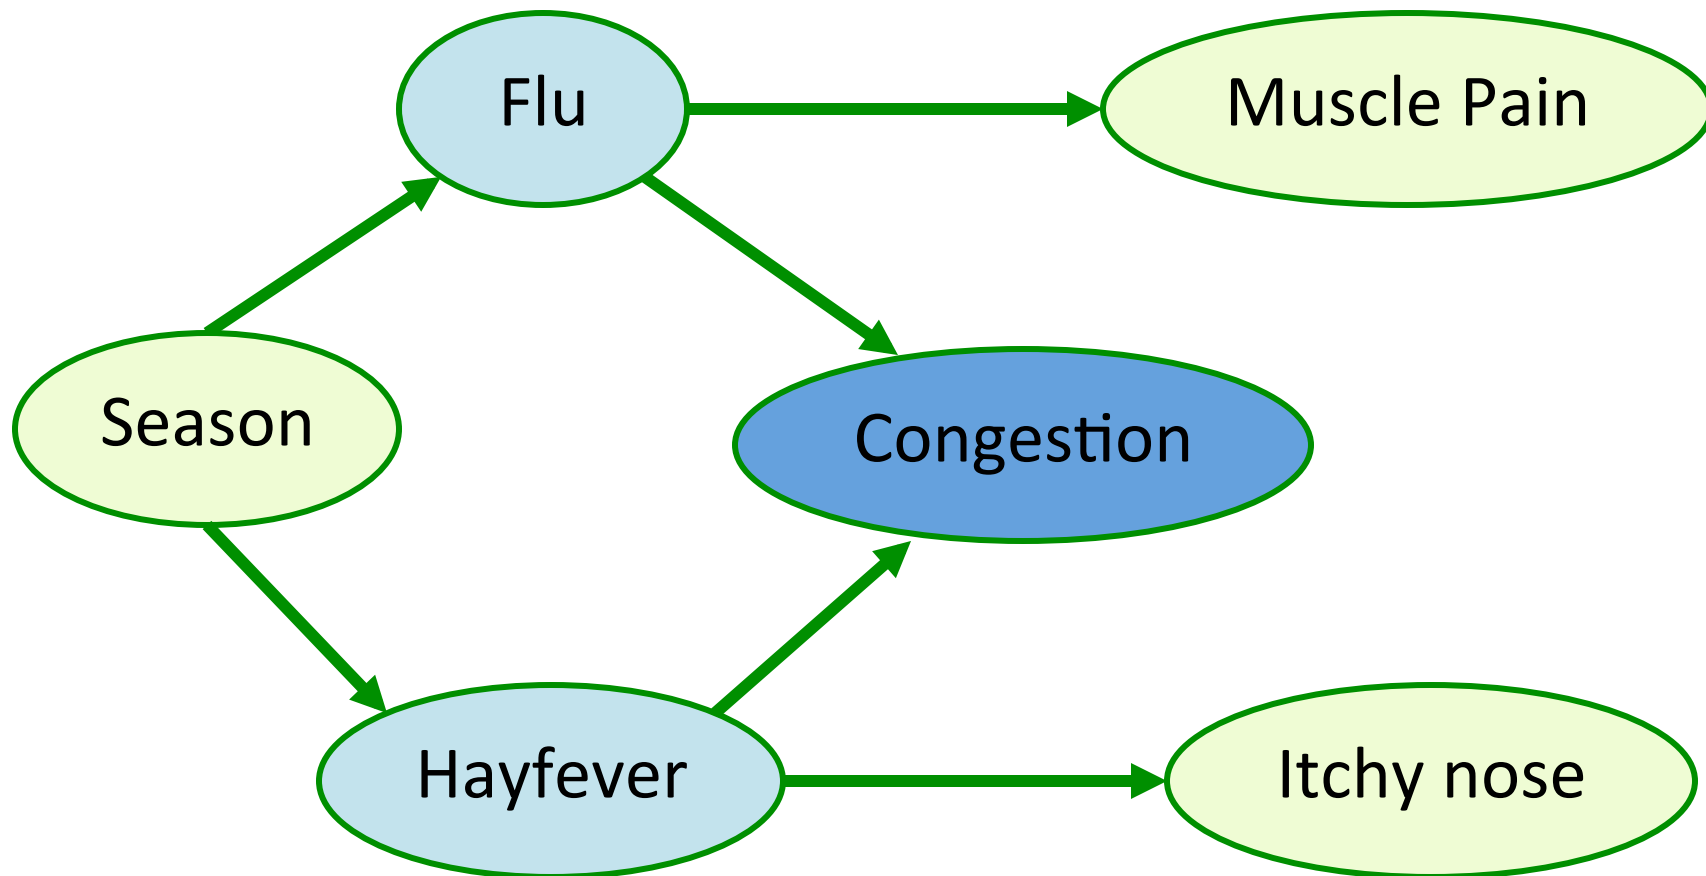 Flu
Muscle Pain
Season
Congestion
Hayfever
Itchy nose